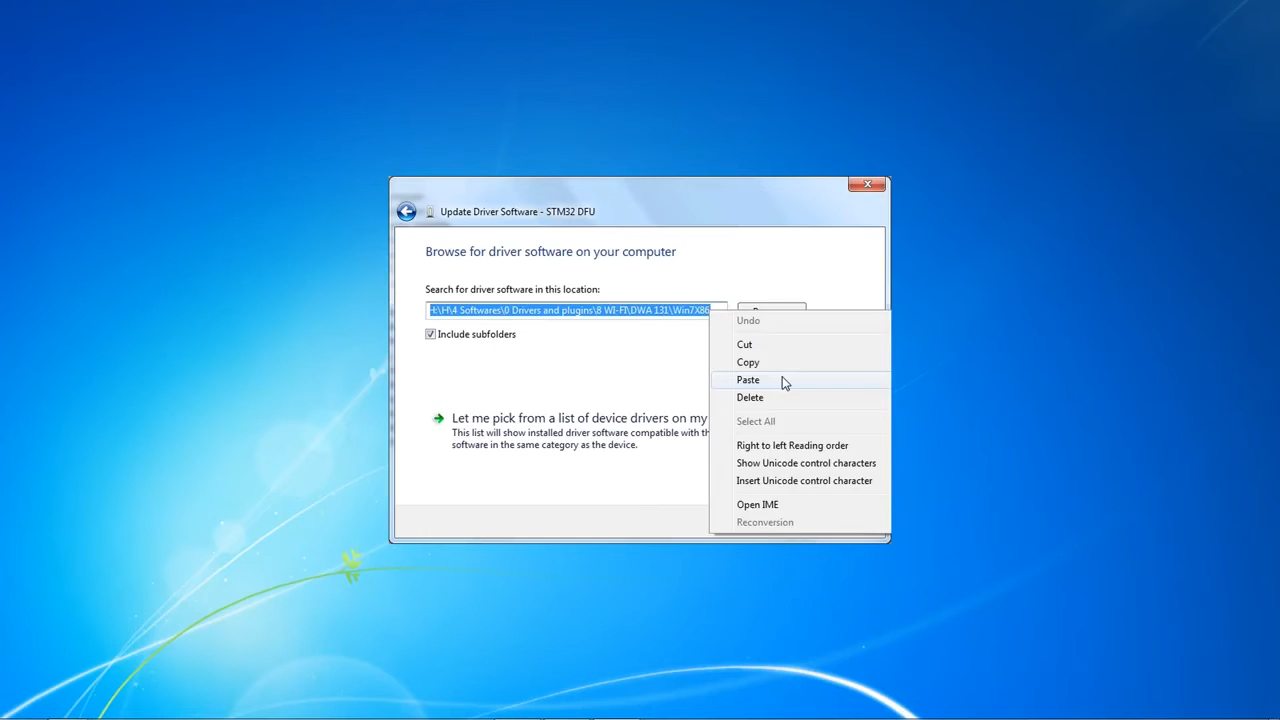 Update Driver Software - STM32 DFU
Browse for driver software on your computer
Search for driver software in this location:
H:\H\4 Softwares\0 Drivers and plugins\8 WI-FI\DWA 131\Win7X86
Include subfolders
Let me pick from a list of device drivers on my
This list will show installed driver software compatible with the
software in the same category as the device.
Undo
Cut
Copy
Paste
Delete
Select All
Right to left Reading order
Show Unicode control characters
Insert Unicode control character
Open IME
Reconversion